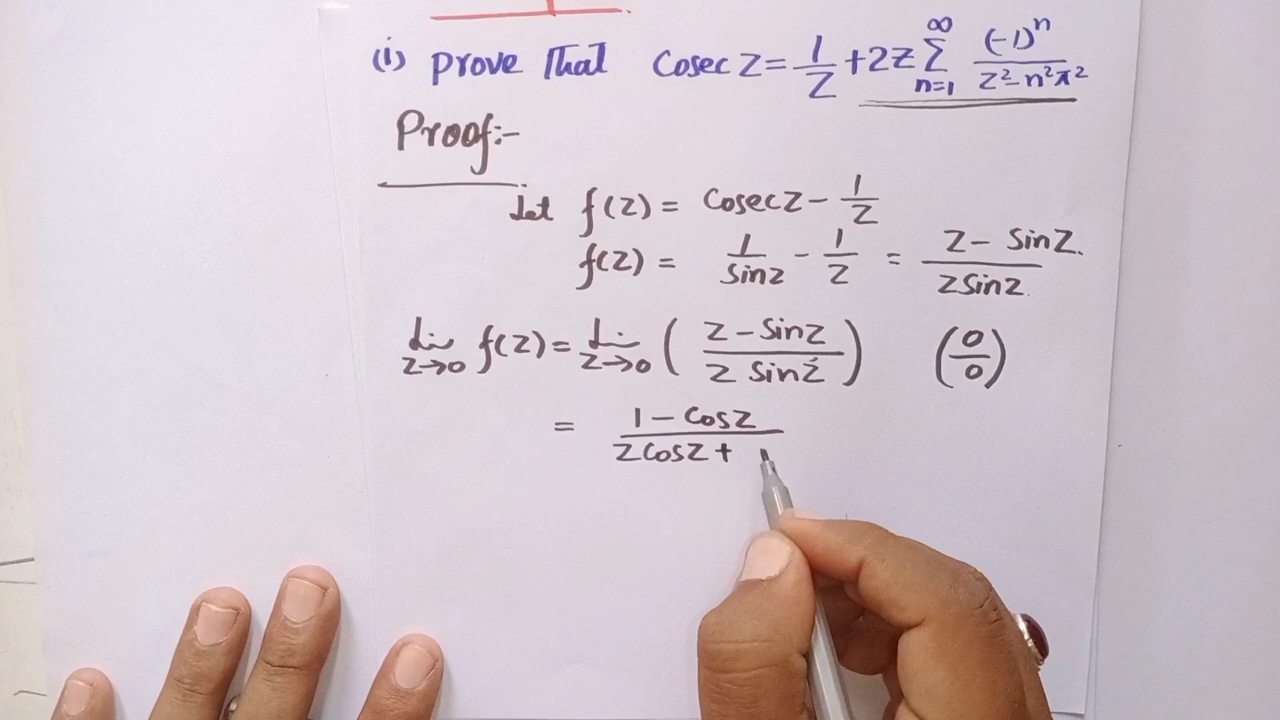 (i) Prove That Cosec Z = 1/Z + 2Z ∑_{n=1}^{∞} (-1)^n / Z² - n²π²
Proof:-
Let f(Z) = CosecZ - 1/Z
f(Z) = 1/SinZ - 1/Z = Z - SinZ. / ZSinZ.
Lim_{Z→0} f(Z) = Lim_{Z→0} ( Z - SinZ / Z SinZ ) (0/0)
= 1 - CosZ / ZCosZ +